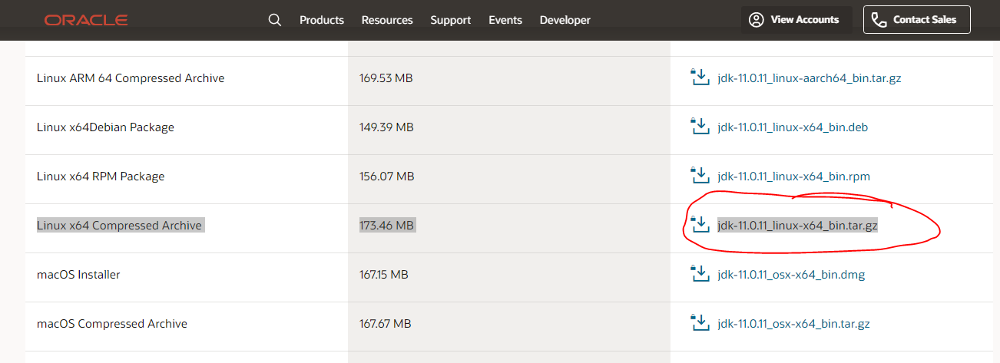 ORACLE Products Resources Support Events Developer View Accounts Contact Sales
Linux ARM 64 Compressed Archive 169.53 MB jdk-11.0.11_linux-aarch64_bin.tar.gz
Linux x64Debian Package 149.39 MB jdk-11.0.11_linux-x64_bin.deb
Linux x64 RPM Package 156.07 MB jdk-11.0.11_linux-x64_bin.rpm
Linux x64 Compressed Archive 173.46 MB jdk-11.0.11_linux-x64_bin.tar.gz
macOS Installer 167.15 MB jdk-11.0.11_osx-x64_bin.dmg
macOS Compressed Archive 167.67 MB jdk-11.0.11_osx-x64_bin.tar.gz